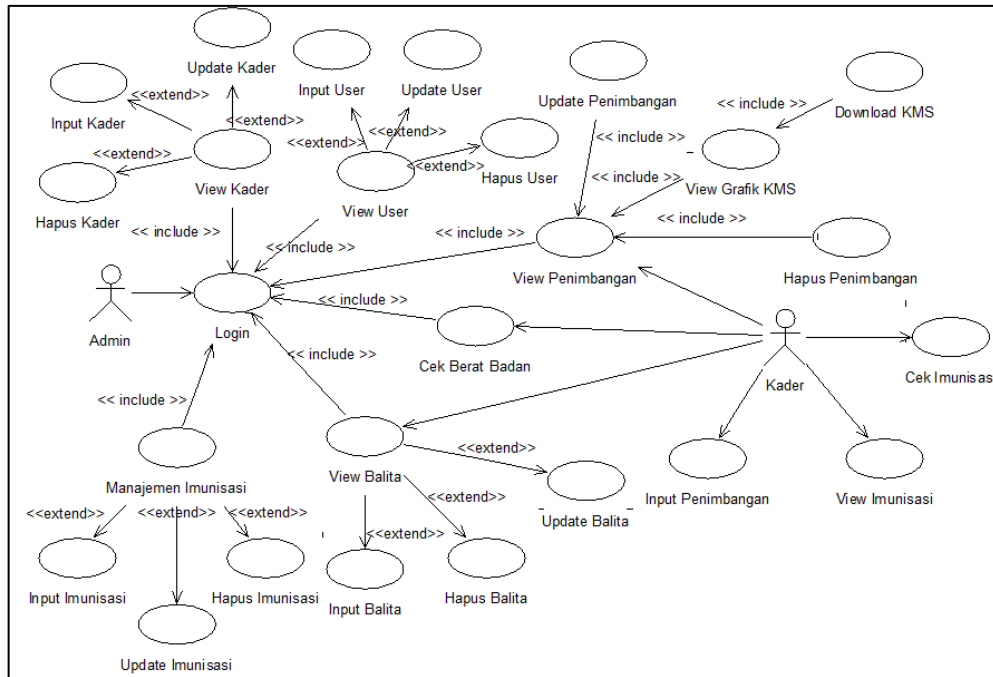 Update Kader
Input User
Update User
<<extend>>
Input Kader
<<extend>>
Hapus Kader
<<extend>>
View Kader
<<extend>>
<<extend>>
<<extend>>
Hapus User
View User
Update Penimbangan
<< include >>
Download KMS
<< include >>
View Grafik KMS
<< include >>
<< include >>
View Penimbangan
Hapus Penimbangan
<< include >>
<< include >>
<< include >>
Admin
Login
<< include >>
Cek Berat Badan
<< include >>
Kader
Cek Imunisas
<< include >>
Manajemen Imunisasi
View Balita
<<extend>>
Update Balita
Input Penimbangan
View Imunisasi
<<extend>>
<<extend>>
<<extend>>
<<extend>>
<<extend>>
Input Imunisasi
Hapus Imunisasi
Input Balita
Hapus Balita
Update Imunisasi